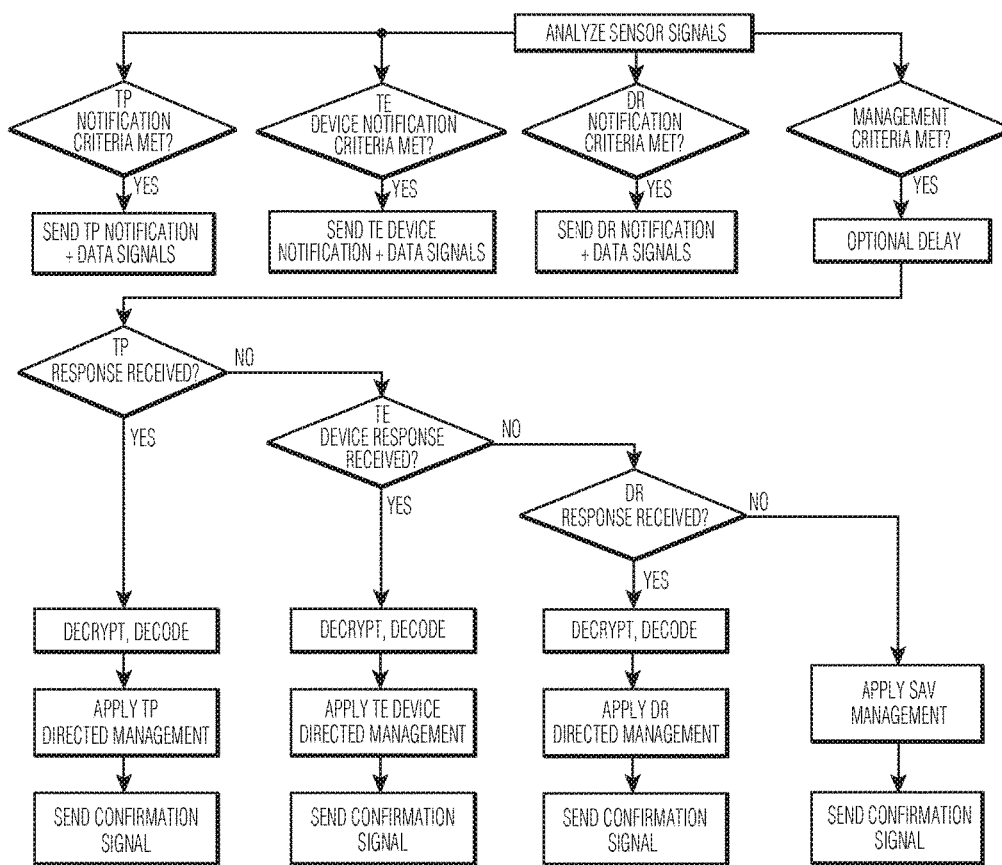 ANALYZE SENSOR SIGNALS
TP
NOTIFICATION
CRITERIA MET?
TE
DEVICE NOTIFICATION
CRITERIA MET?
DR
NOTIFICATION
CRITERIA MET?
MANAGEMENT
CRITERIA MET?
YES
YES
YES
YES
SEND TP NOTIFICATION
+ DATA SIGNALS
SEND TE DEVICE
NOTIFICATION + DATA SIGNALS
SEND DR NOTIFICATION
+ DATA SIGNALS
OPTIONAL DELAY
TP
RESPONSE RECEIVED?
NO
YES
TE
DEVICE RESPONSE
RECEIVED?
NO
YES
DR
RESPONSE RECEIVED?
NO
YES
DECRYPT, DECODE
DECRYPT, DECODE
DECRYPT, DECODE
APPLY TP
DIRECTED MANAGEMENT
APPLY TE DEVICE
DIRECTED MANAGEMENT
APPLY DR
DIRECTED MANAGEMENT
APPLY SAV
MANAGEMENT
SEND CONFIRMATION
SIGNAL
SEND CONFIRMATION
SIGNAL
SEND CONFIRMATION
SIGNAL
SEND CONFIRMATION
SIGNAL